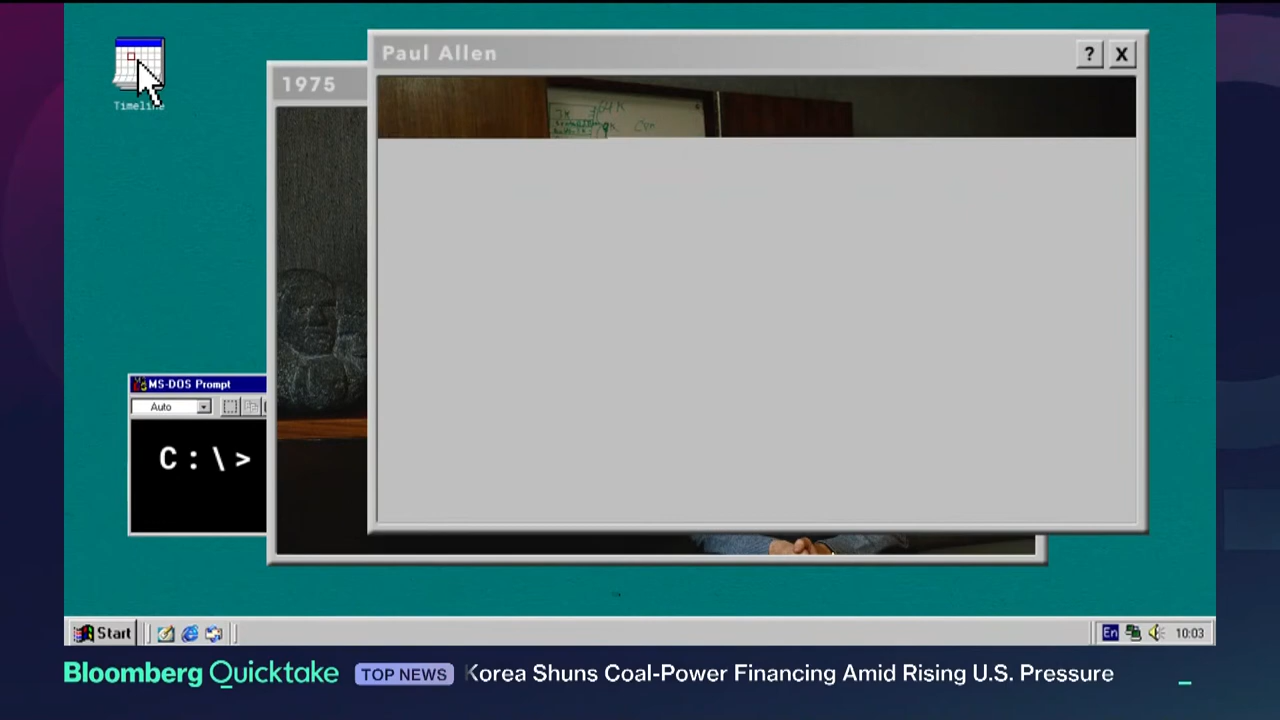 Paul Allen
?
X
1975
Timeline
MS-DOS Prompt
Auto
C:\>
Start
En
10:03
Bloomberg Quicktake
TOP NEWS
Korea Shuns Coal-Power Financing Amid Rising U.S. Pressure